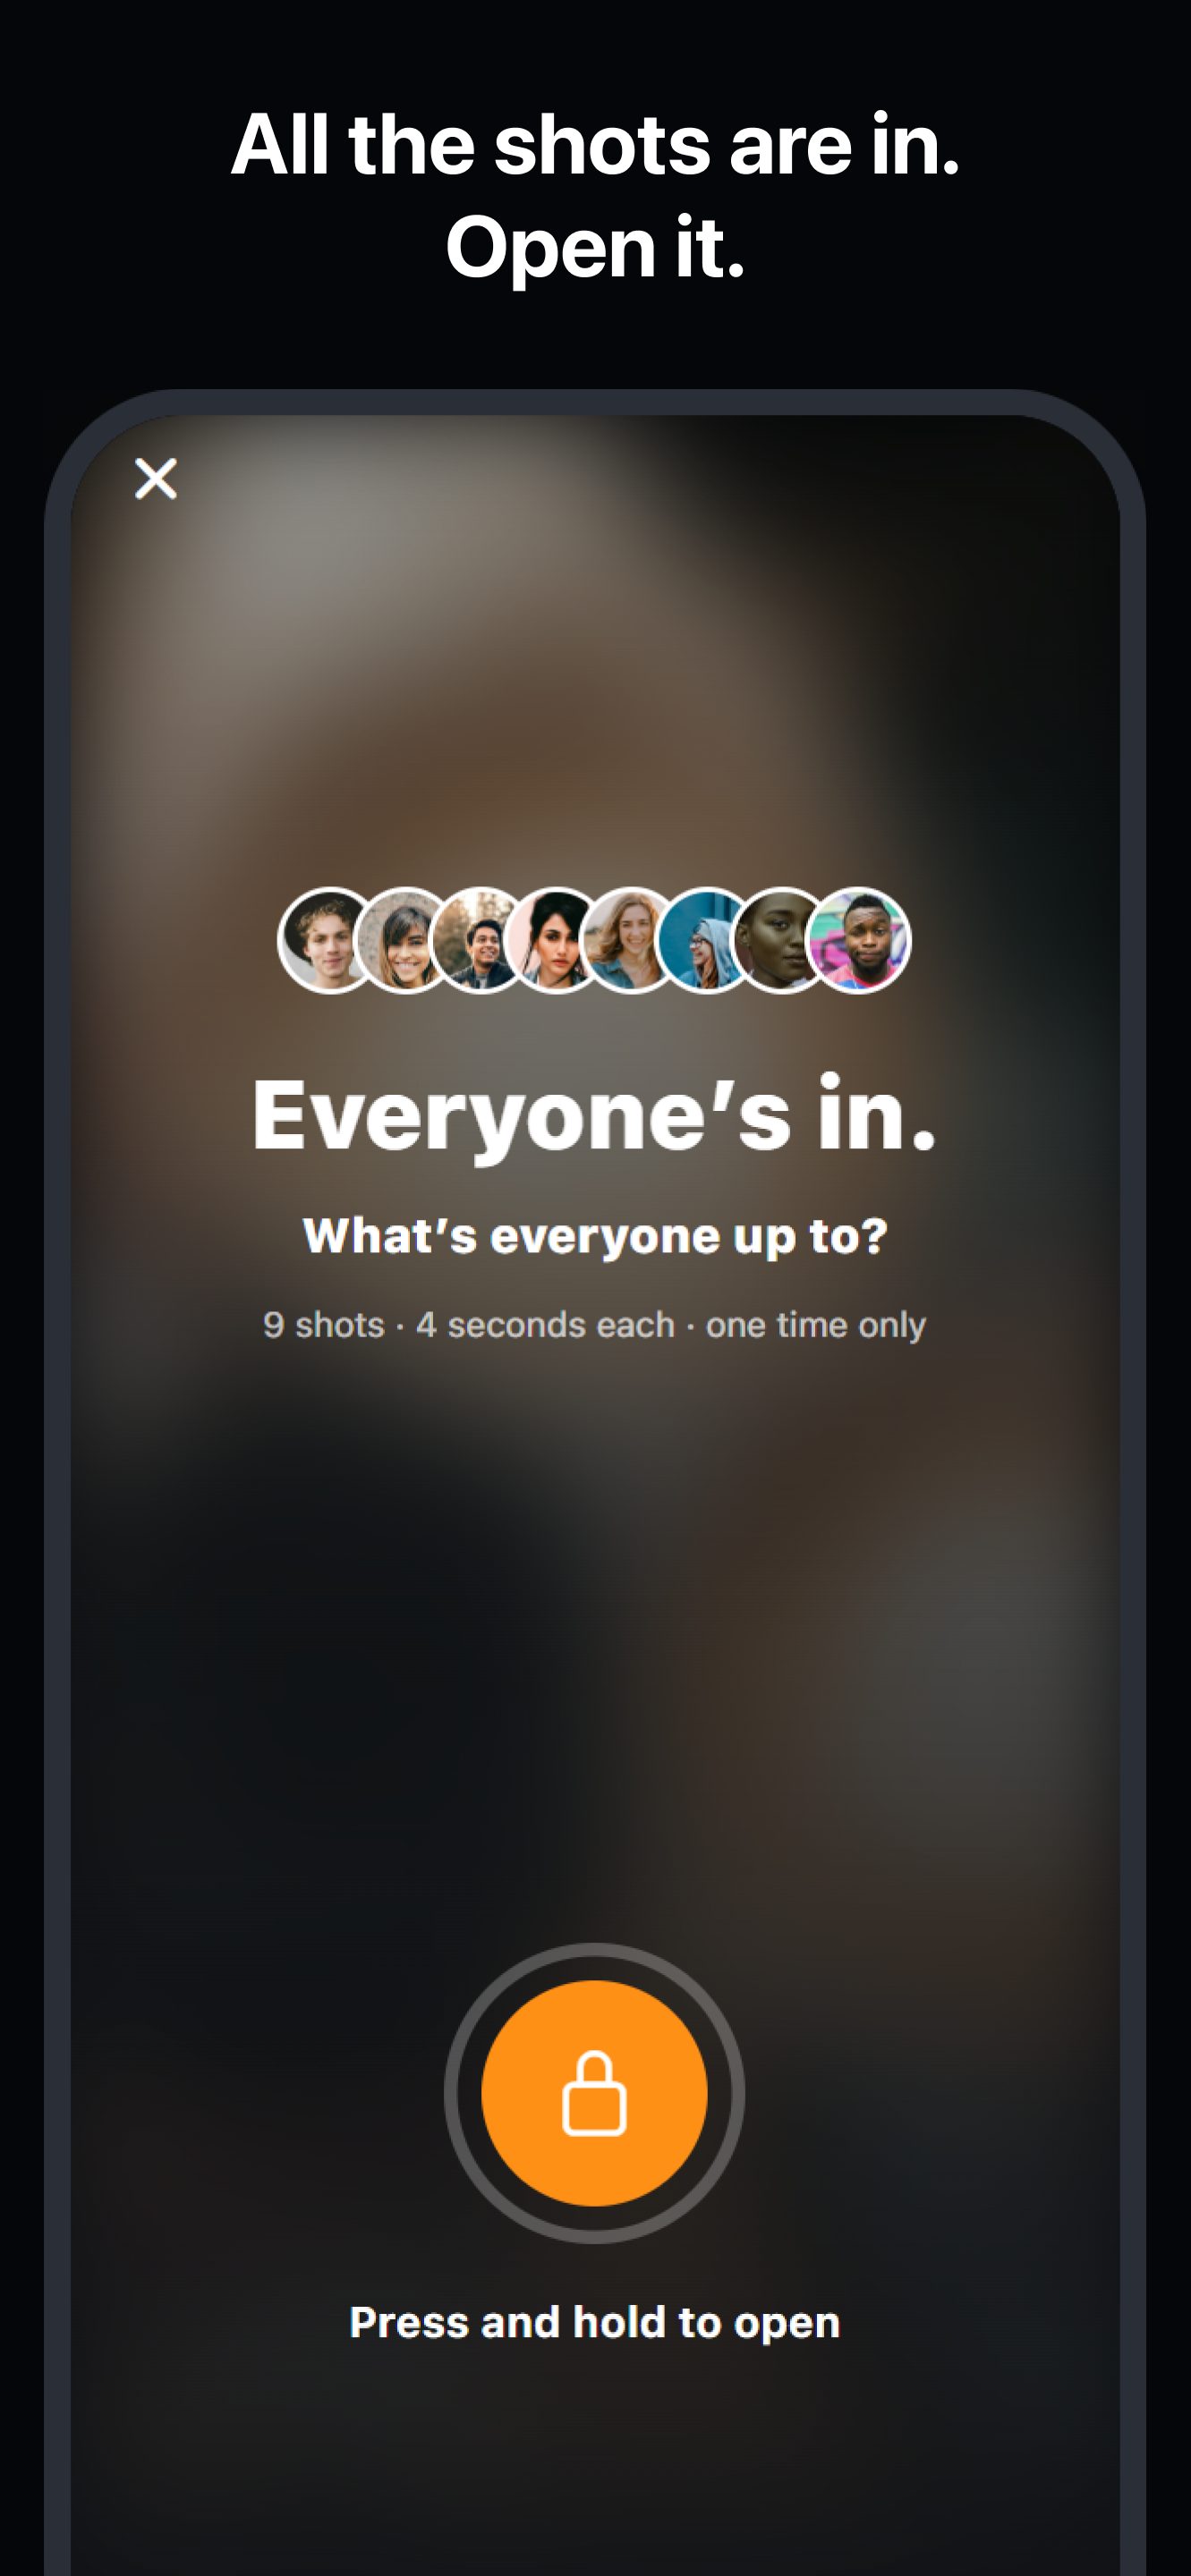 All the shots are in.
Open it.
Everyone’s in.
What’s everyone up to?
9 shots · 4 seconds each · one time only
Press and hold to open